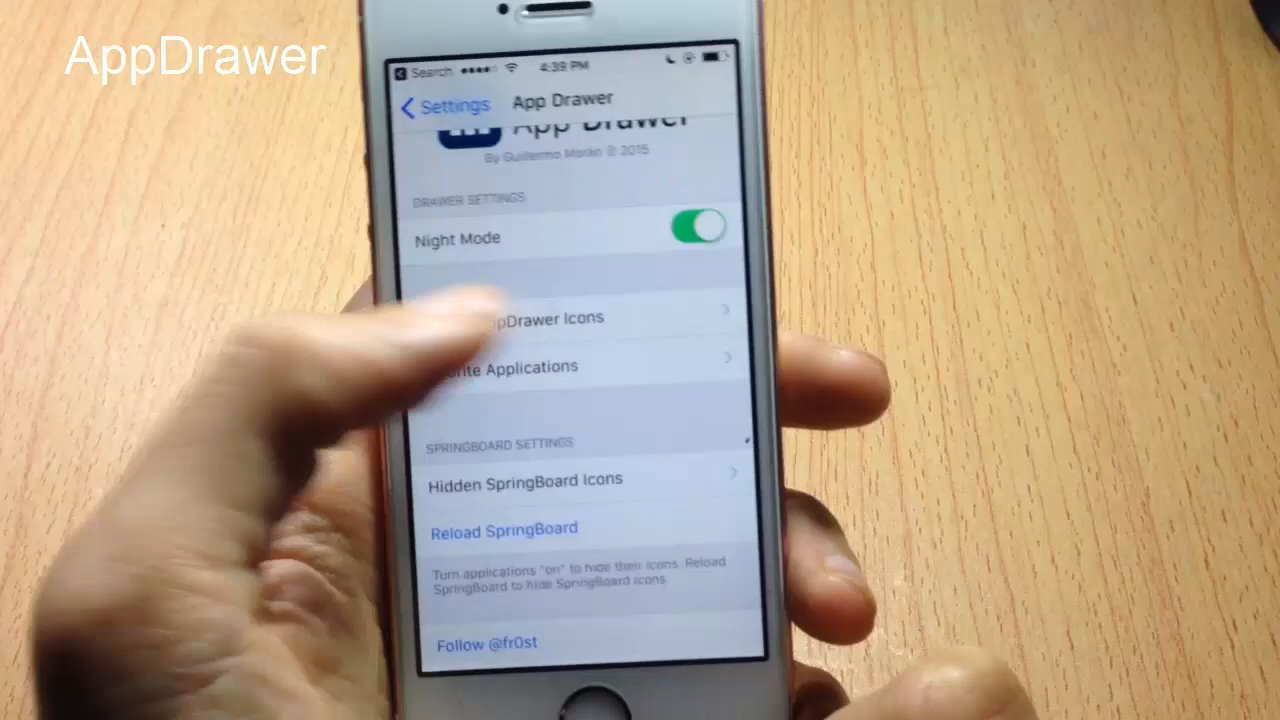 AppDrawer
Search 4:39 PM
Settings App Drawer
App Drawer
By Guillermo Morán © 2015
DRAWER SETTINGS
Night Mode
pDrawer Icons
Applications
SPRINGBOARD SETTINGS
Hidden SpringBoard Icons
Reload SpringBoard
Turn applications "on" to hide their icons. Reload
SpringBoard to hide SpringBoard icons.
Follow @fr0st